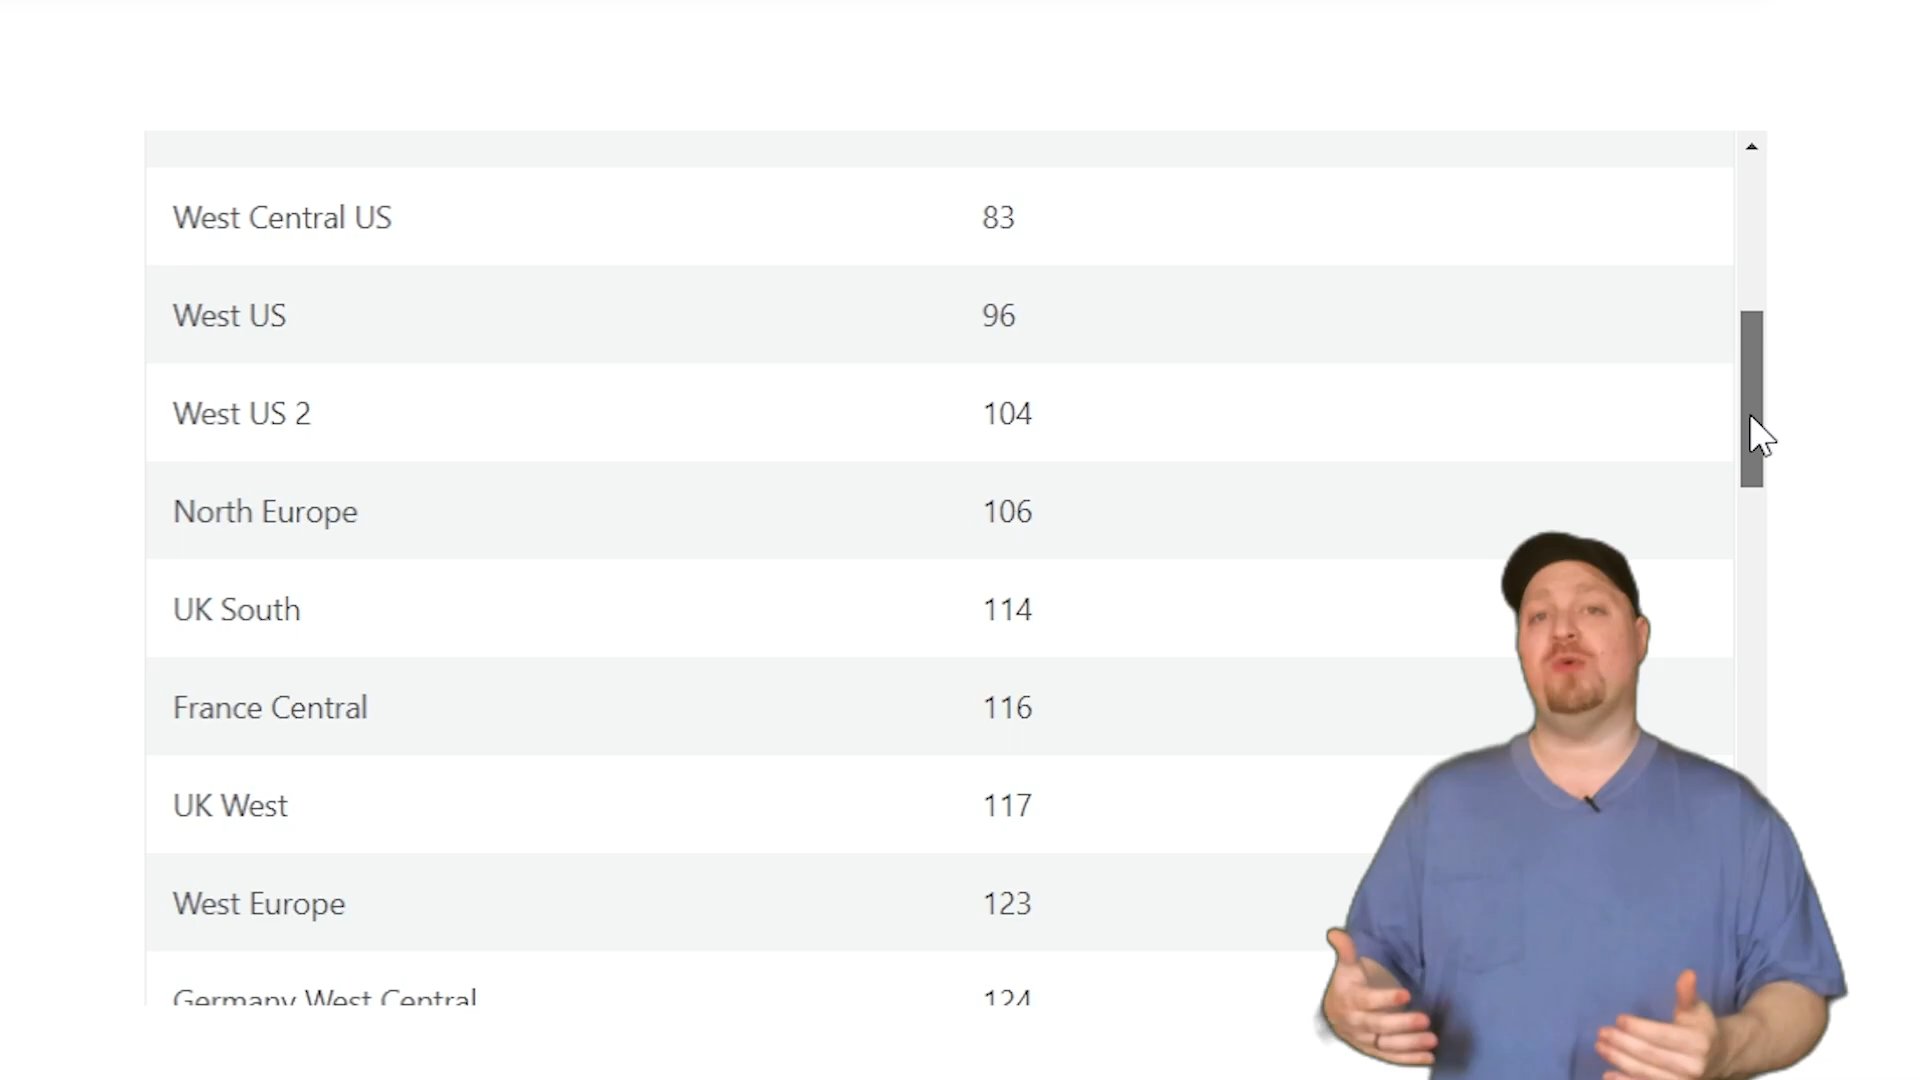 West Central US 83
West US 96
West US 2 104
North Europe 106
UK South 114
France Central 116
UK West 117
West Europe 123
Germany West Central 124